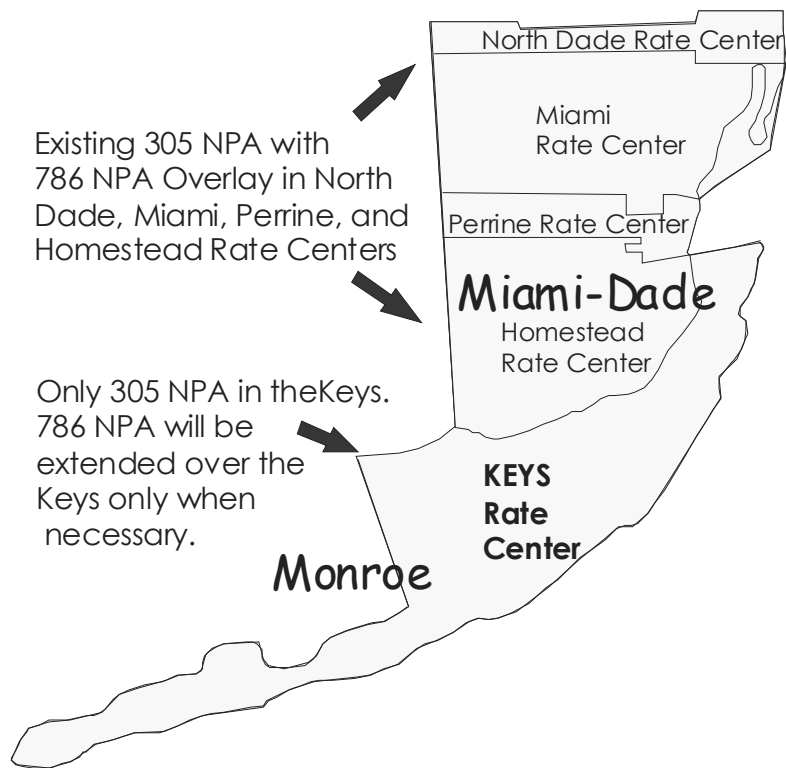 North Dade Rate Center
Miami
Rate Center
Existing 305 NPA with
786 NPA Overlay in North
Dade, Miami, Perrine, and
Homestead Rate Centers
Perrine Rate Center
Miami-Dade
Homestead
Rate Center
Only 305 NPA in theKeys.
786 NPA will be
extended over the
Keys only when
necessary.
KEYS
Rate
Center
Monroe